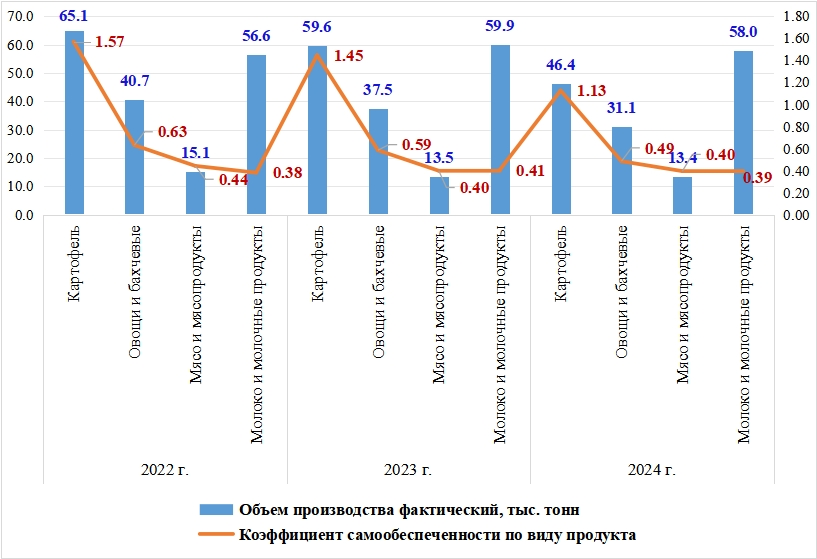 70.0
60.0
50.0
40.0
30.0
20.0
10.0
0.0
1.80
1.60
1.40
1.20
1.00
0.80
0.60
0.40
0.20
0.00
65.1
1.57
40.7
0.63
15.1
0.44
56.6
0.38
59.6
1.45
37.5
0.59
13.5
0.40
59.9
0.41
46.4
1.13
31.1
0.49
13.4
0.40
58.0
0.39
Картофель
Овощи и бахчевые
Мясо и мясопродукты
Молоко и молочные продукты
Картофель
Овощи и бахчевые
Мясо и мясопродукты
Молоко и молочные продукты
Картофель
Овощи и бахчевые
Мясо и мясопродукты
Молоко и молочные продукты
2022 г.
2023 г.
2024 г.
Объем производства фактический, тыс. тонн
Коэффициент самообеспеченности по виду продукта